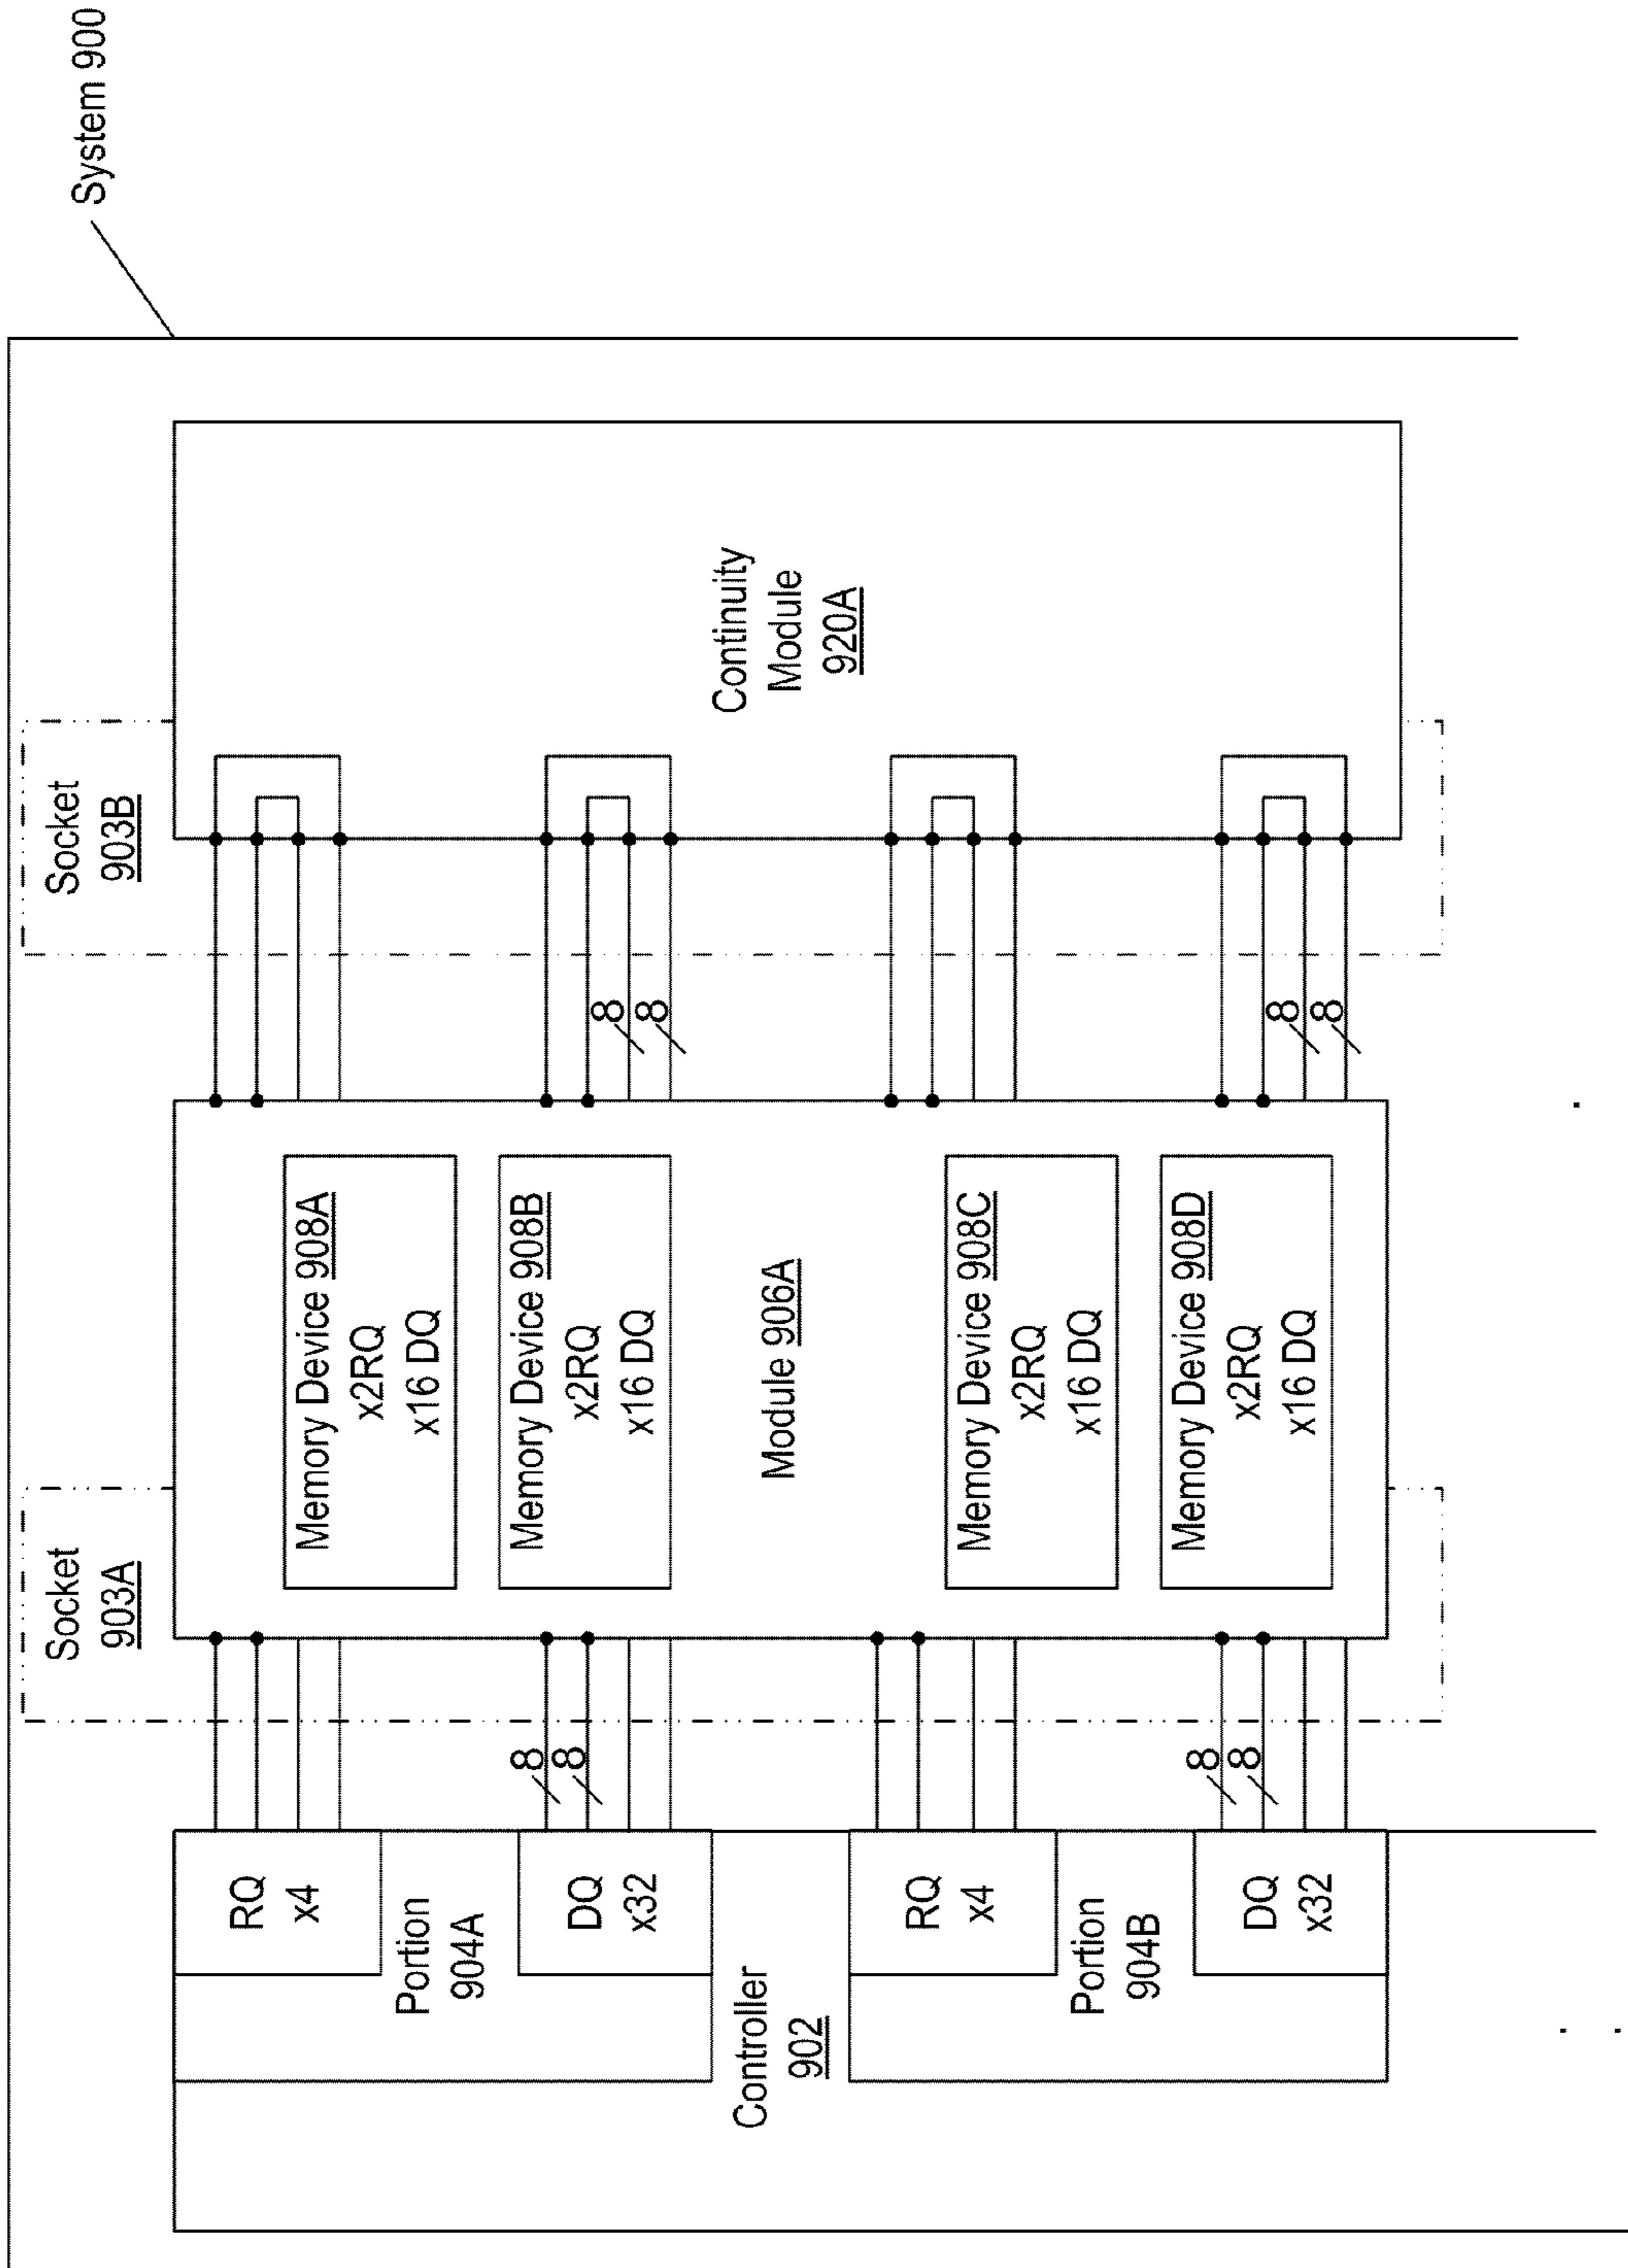 System 900
Socket
903A
Socket
903B
RQ
x4
Portion
904A
DQ
x32
Controller
902
RQ
x4
Portion
904B
DQ
x32
8
8
8
8
Memory Device 908A
x2RQ
x16 DQ
Memory Device 908B
x2RQ
x16 DQ
Module 906A
Memory Device 908C
x2RQ
x16 DQ
Memory Device 908D
x2RQ
x16 DQ
8
8
8
8
Continuity
Module
920A